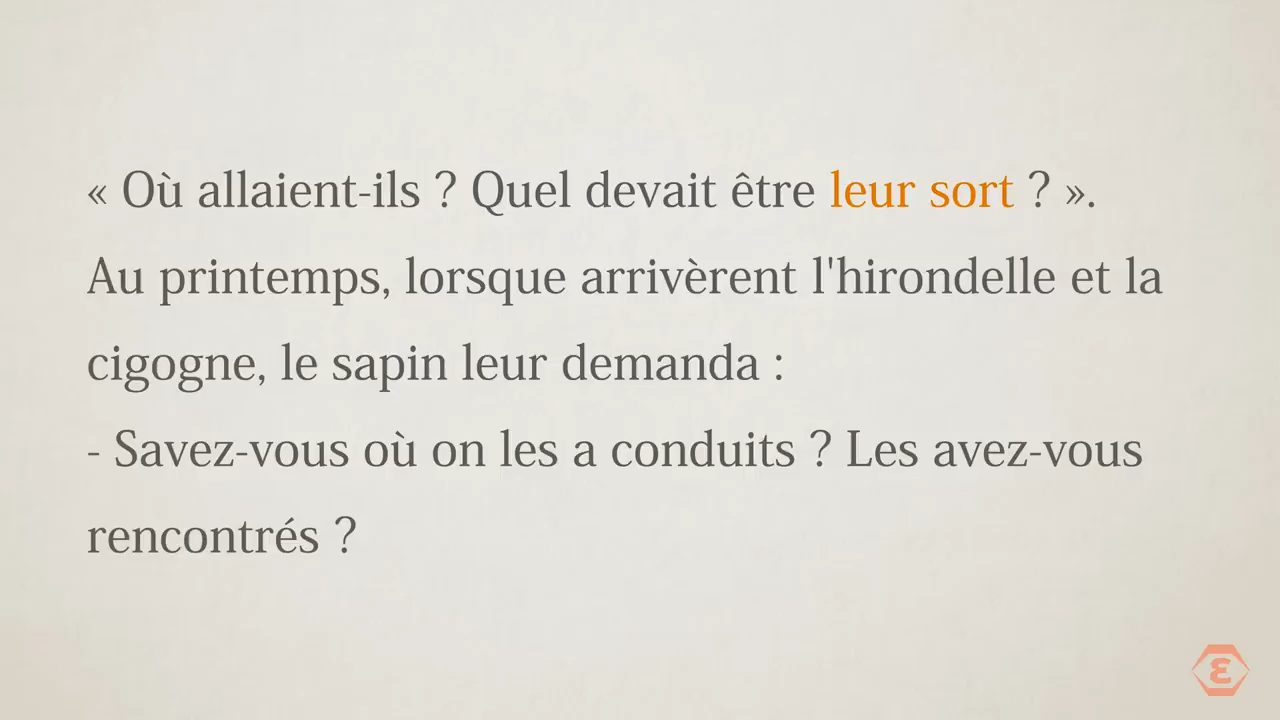 « Où allaient-ils ? Quel devait être leur sort ? ».
Au printemps, lorsque arrivèrent l'hirondelle et la
cigogne, le sapin leur demanda :
- Savez-vous où on les a conduits ? Les avez-vous
rencontrés ?